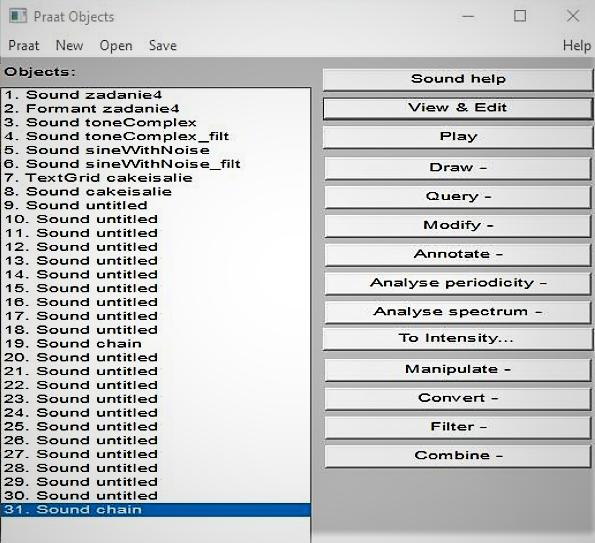 Praat Objects
Praat New Open Save Help
Objects:
1. Sound zadanie4
2. Formant zadanie4
3. Sound toneComplex
4. Sound toneComplex_filt
5. Sound sineWithNoise
6. Sound sineWithNoise_filt
7. TextGrid cakeisalie
8. Sound cakeisalie
9. Sound untitled
10. Sound untitled
11. Sound untitled
12. Sound untitled
13. Sound untitled
14. Sound untitled
15. Sound untitled
16. Sound untitled
17. Sound untitled
18. Sound untitled
19. Sound chain
20. Sound untitled
21. Sound untitled
22. Sound untitled
23. Sound untitled
24. Sound untitled
25. Sound untitled
26. Sound untitled
27. Sound untitled
28. Sound untitled
29. Sound untitled
30. Sound untitled
31. Sound chain
Sound help
View & Edit
Play
Draw -
Query -
Modify -
Annotate -
Analyse periodicity -
Analyse spectrum -
To Intensity...
Manipulate -
Convert -
Filter -
Combine -